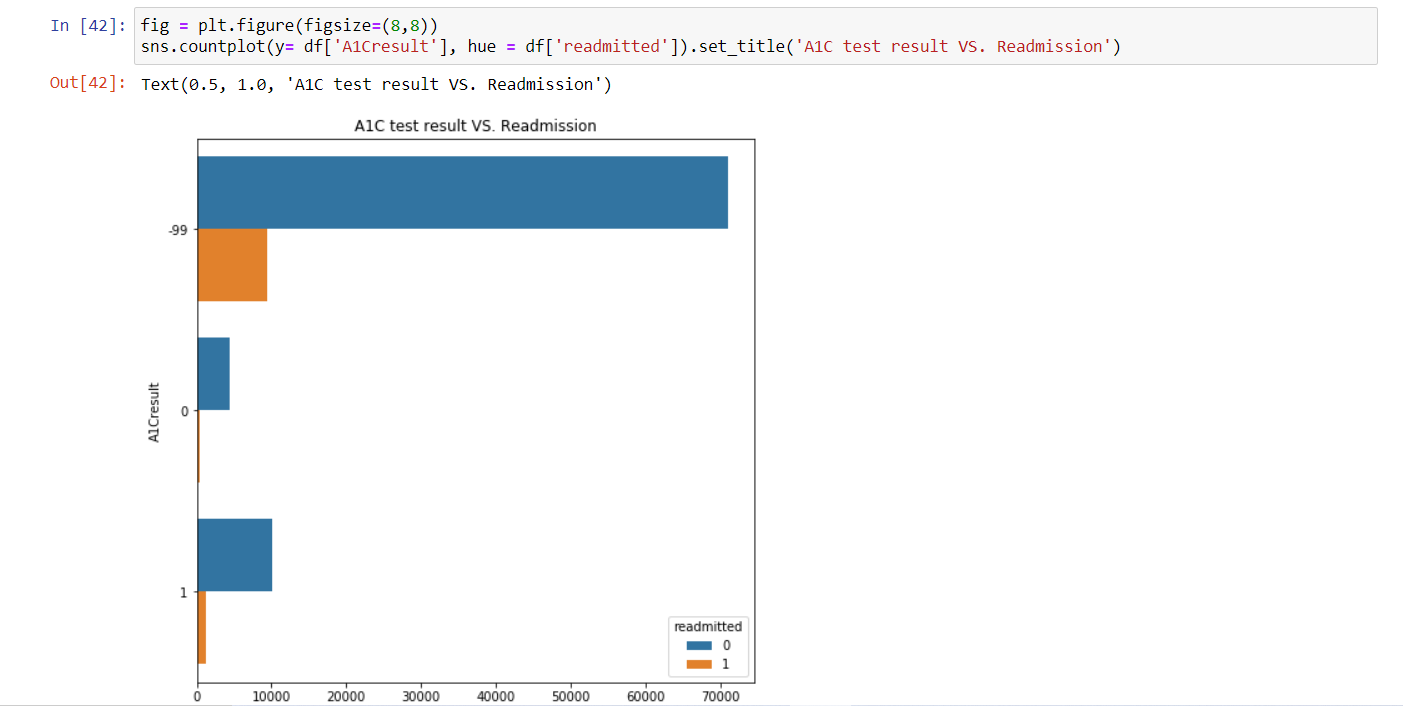 In [42]: fig = plt.figure(figsize=(8,8))
sns.countplot(y= df['A1Cresult'], hue = df['readmitted']).set_title('A1C test result VS. Readmission')
Out[42]: Text(0.5, 1.0, 'A1C test result VS. Readmission')
A1C test result VS. Readmission
-99
0
1
A1Cresult
readmitted
0
1
0 10000 20000 30000 40000 50000 60000 70000